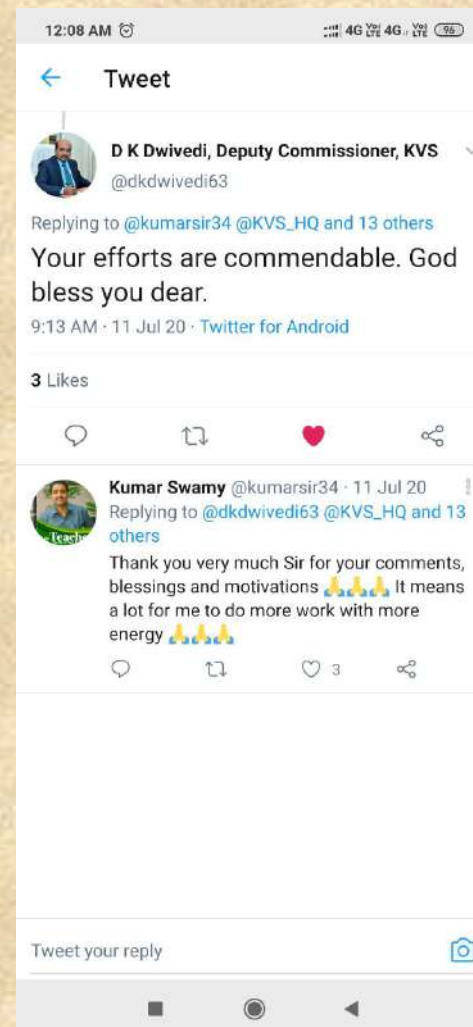 12:08 AM 4G Vo) LTE 4G Vo) LTE 96
Tweet
D K Dwivedi, Deputy Commissioner, KVS
@dkdwivedi63
Replying to @kumarsir34 @KVS_HQ and 13 others
Your efforts are commendable. God
bless you dear.
9:13 AM · 11 Jul 20 · Twitter for Android
3 Likes
Kumar Swamy @kumarsir34 · 11 Jul 20
Replying to @dkdwivedi63 @KVS_HQ and 13
others
Thank you very much Sir for your comments,
blessings and motivations 🙏🙏🙏 It means
a lot for me to do more work with more
energy 🙏🙏🙏
3
Tweet your reply